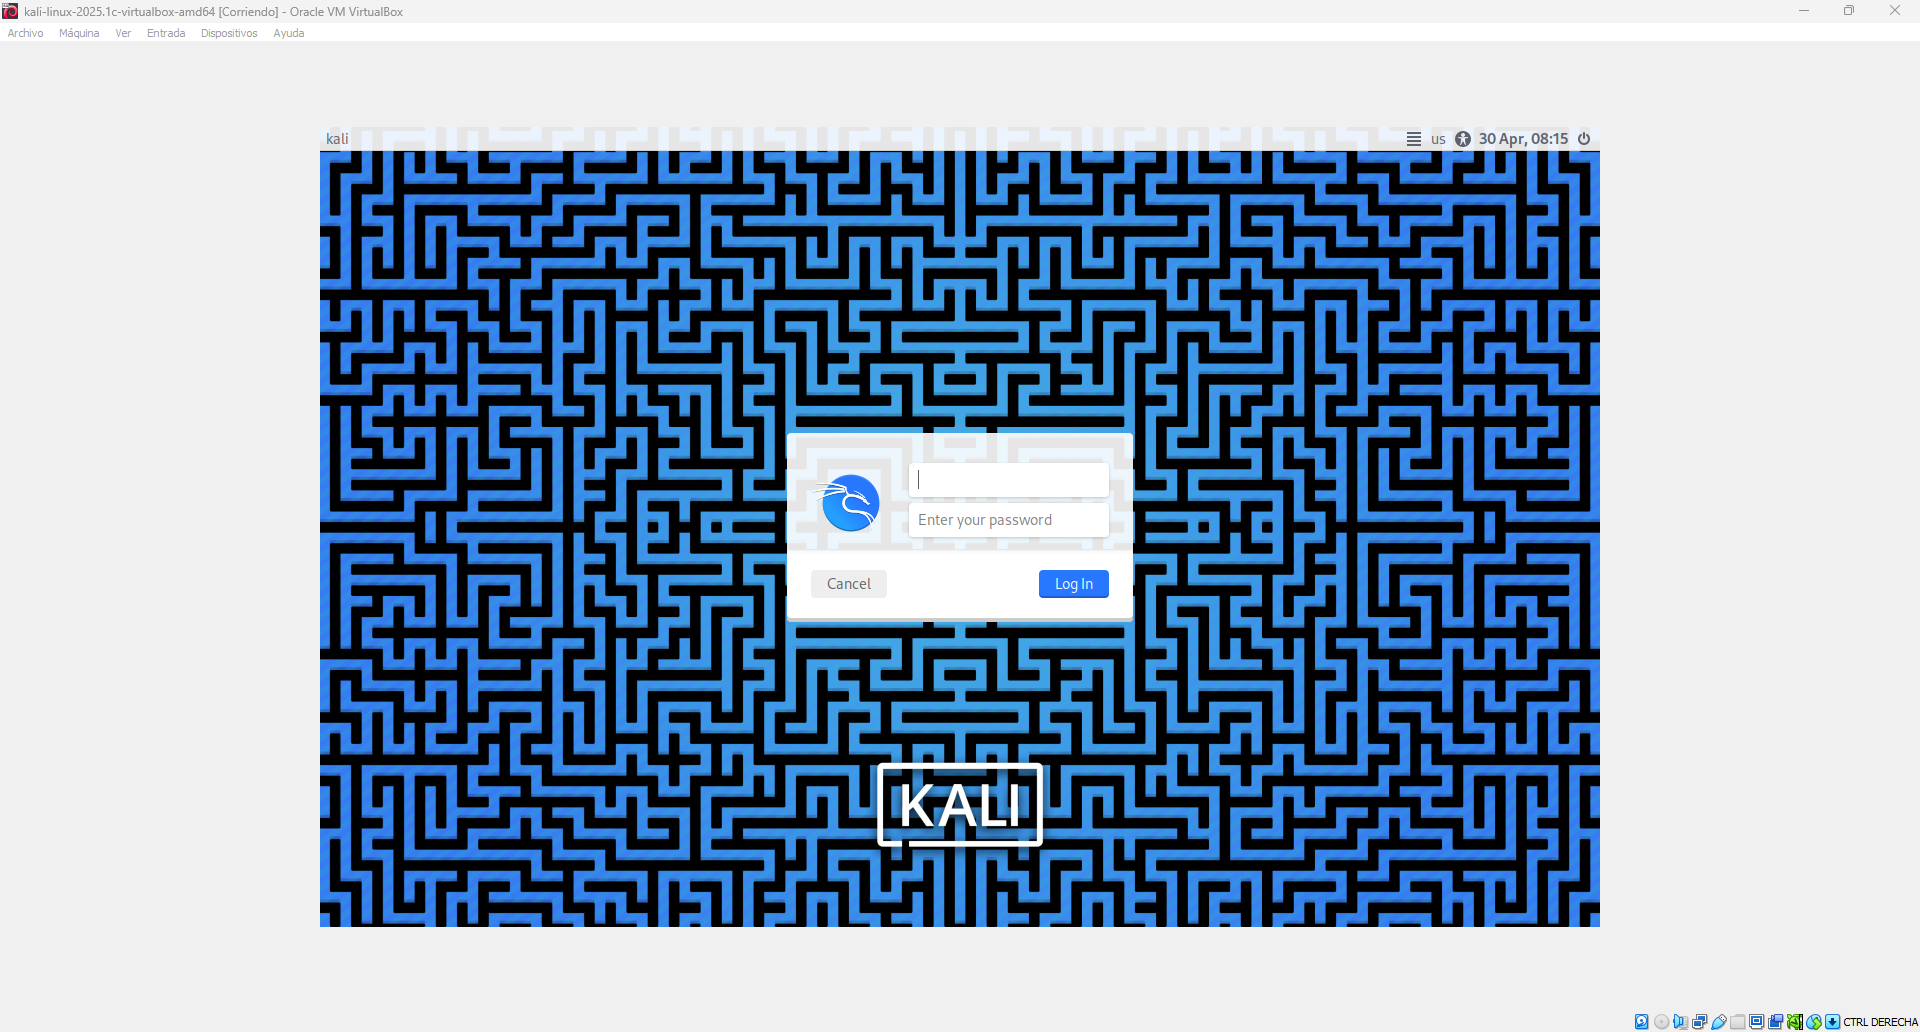 kali-linux-2025.1c-virtualbox-amd64 [Corriendo] - Oracle VM VirtualBox
Archivo Máquina Ver Entrada Dispositivos Ayuda
kali us 30 Apr, 08:15
Enter your password
Cancel Log In
KALI
CTRL DERECHA